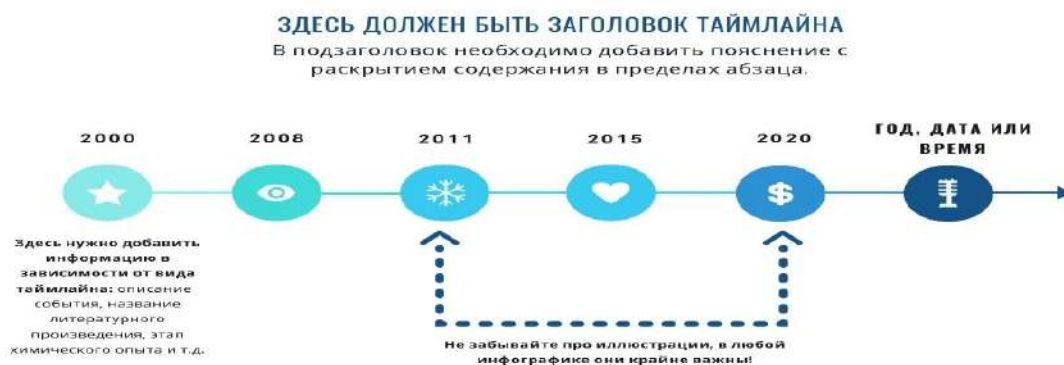 ЗДЕСЬ ДОЛЖЕН БЫТЬ ЗАГОЛОВОК ТАЙМЛАЙНА
В подзаголовок необходимо добавить пояснение с
раскрытием содержания в пределах абзаца.
2000
2008
2011
2015
2020
ГОД, ДАТА ИЛИ
ВРЕМЯ
$
Здесь нужно добавить
информацию в
зависимости от вида
таймлайна: описание
события, название
литературного
произведения, этап
химического опыта и т.д.
Не забывайте про иллюстрации, в любой
инфографике они крайне важны!